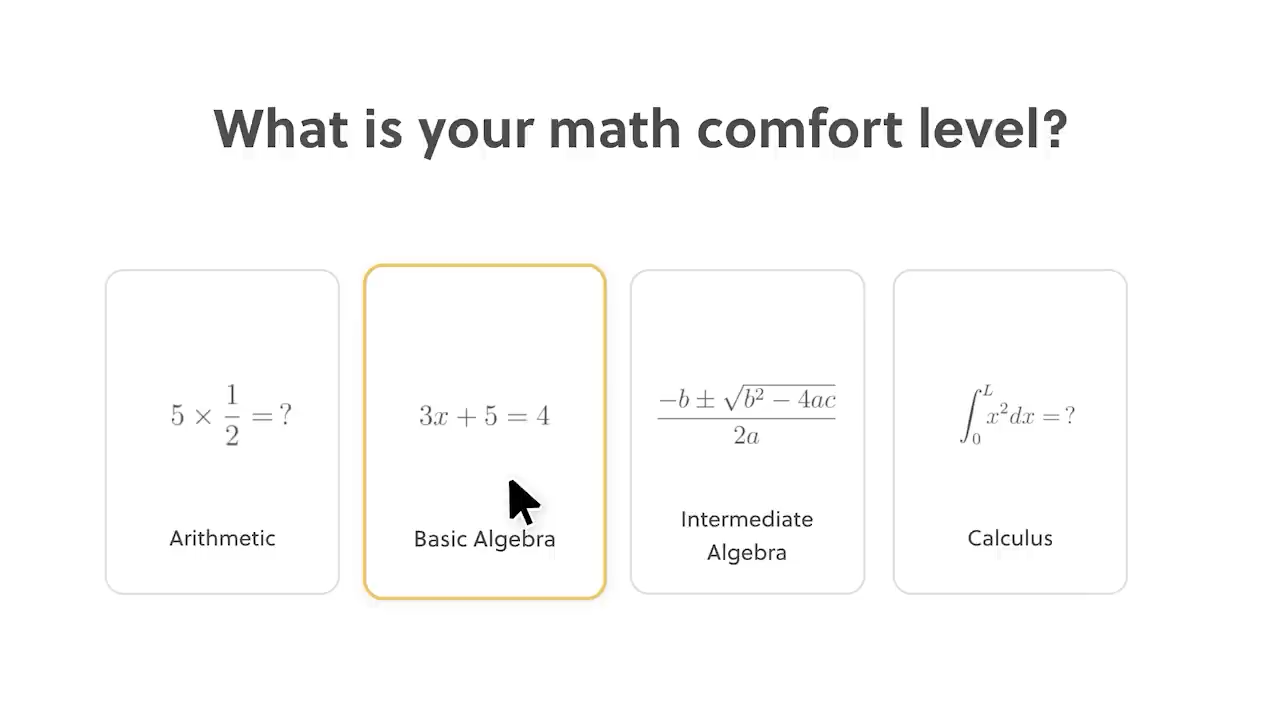 What is your math comfort level?
5 × 1/2 = ?
Arithmetic
3x + 5 = 4
Basic Algebra
−b ± √(b² − 4ac)
2a
Intermediate
Algebra
∫₀ᴸ x²dx = ?
Calculus